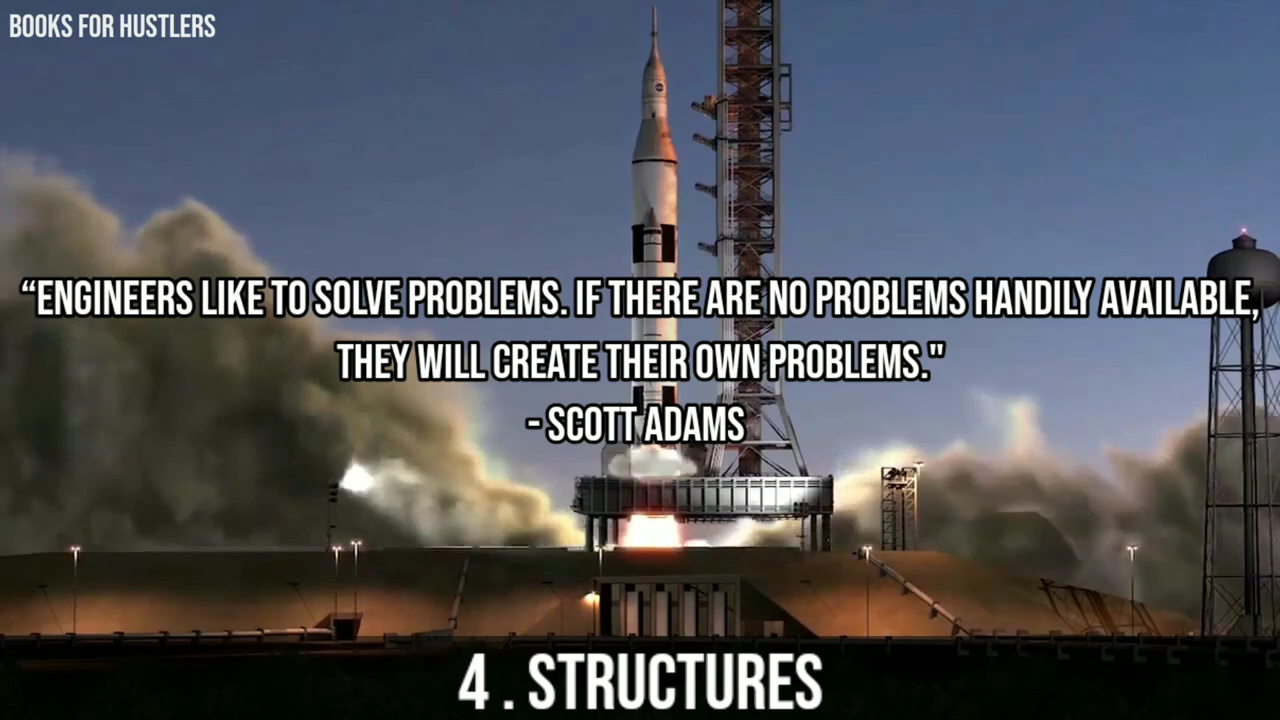 BOOKS FOR HUSTLERS
“ENGINEERS LIKE TO SOLVE PROBLEMS. IF THERE ARE NO PROBLEMS HANDILY AVAILABLE,
THEY WILL CREATE THEIR OWN PROBLEMS."
- SCOTT ADAMS
4 . STRUCTURES